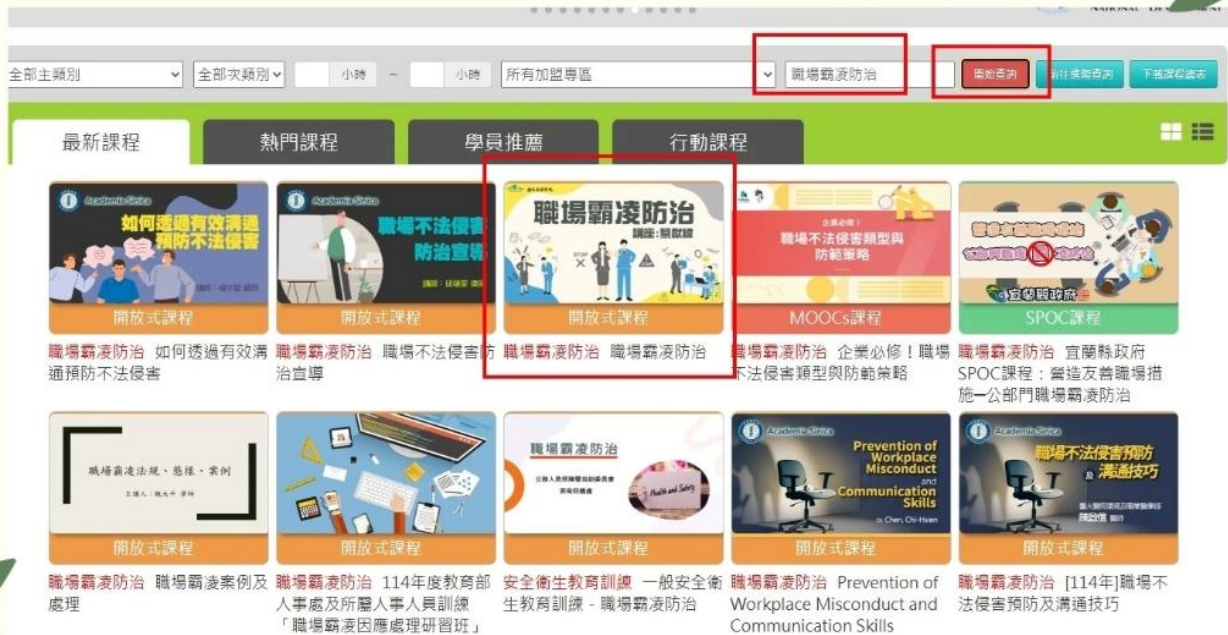 全部主類別
全部次類別
小時 ~ 小時
所有加盟專區
職場霸凌防治
開始查詢
前往進階查詢
下載課程總表
最新課程
熱門課程
學員推薦
行動課程
Academia Sinica
如何透過有效溝通
預防不法侵害
開放式課程
職場霸凌防治 如何透過有效溝
通預防不法侵害
Academia Sinica
職場不法侵害
防治宣導
開放式課程
職場霸凌防治 職場不法侵害防
治宣導
職場霸凌防治
STOP
開放式課程
職場霸凌防治 職場霸凌防治
企業必修！
職場不法侵害類型與
防範策略
MOOCs課程
職場霸凌防治 企業必修！職場
不法侵害類型與防範策略
宜蘭縣政府
SPOC課程
職場霸凌防治 宜蘭縣政府
SPOC課程：營造友善職場措
施—公部門職場霸凌防治
職場霸凌法規、態樣、案例
開放式課程
職場霸凌防治 職場霸凌案例及
處理
開放式課程
職場霸凌防治 114年度教育部
人事處及所屬人事人員訓練
「職場霸凌因應處理研習班」
職場霸凌防治
公務人員保障暨培訓委員會
Health and Safety
開放式課程
安全衛生教育訓練 一般安全衛
生教育訓練 - 職場霸凌防治
Academia Sinica
Prevention of
Workplace
Misconduct
and
Communication
Skills
Chen, Chi-Hsien
開放式課程
職場霸凌防治 Prevention of
Workplace Misconduct and
Communication Skills
Academia Sinica
職場不法侵害預防
及 溝通技巧
開放式課程
職場霸凌防治 [114年]職場不
法侵害預防及溝通技巧